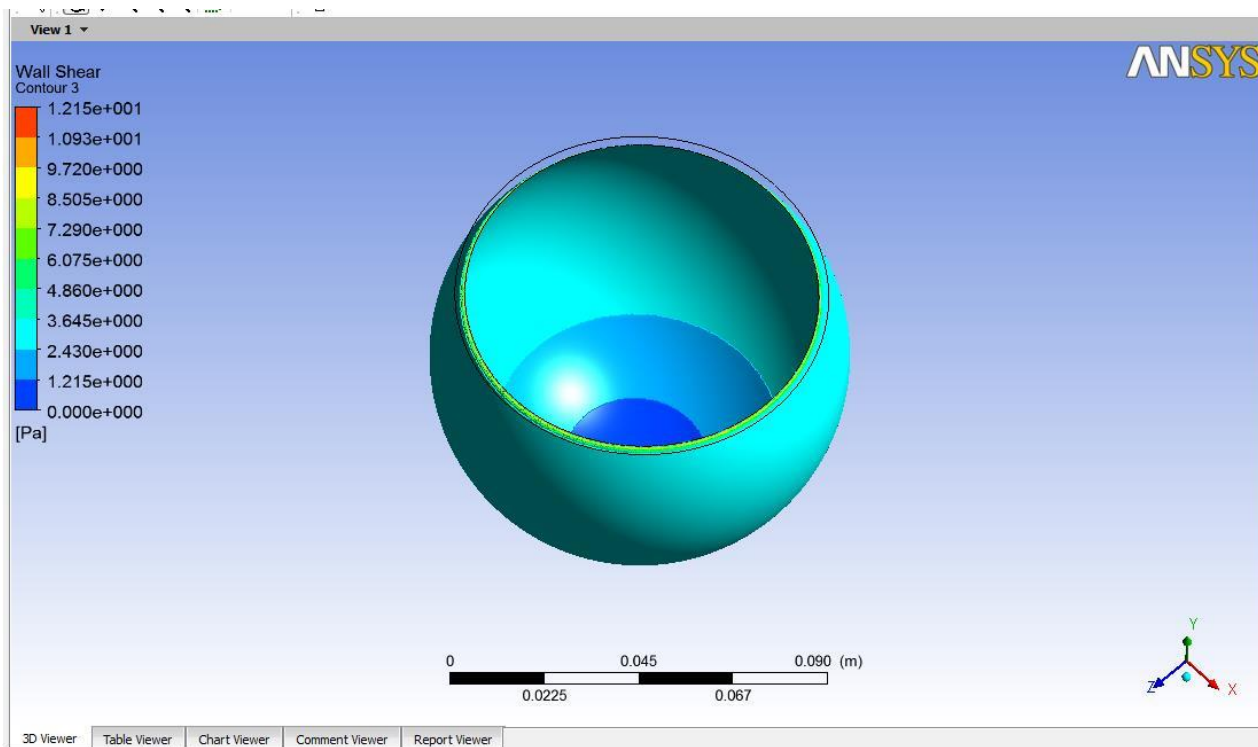 View 1
ANSYS
Wall Shear
Contour 3
1.215e+001
1.093e+001
9.720e+000
8.505e+000
7.290e+000
6.075e+000
4.860e+000
3.645e+000
2.430e+000
1.215e+000
0.000e+000
[Pa]
0 0.045 0.090 (m)
0.0225 0.067
Y
Z X
3D Viewer Table Viewer Chart Viewer Comment Viewer Report Viewer